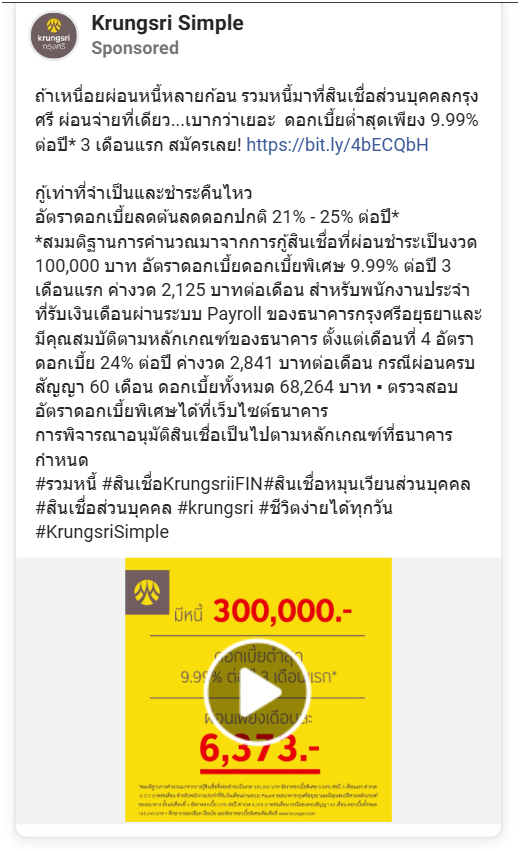 krungsri
กรุงศรี
Krungsri Simple
Sponsored
ถ้าเหนื่อยผ่อนหนี้หลายก้อน รวมหนี้มาที่สินเชื่อส่วนบุคคลกรุง
ศรี ผ่อนจ่ายที่เดียว...เบากว่าเยอะ ดอกเบี้ยต่ำสุดเพียง 9.99%
ต่อปี* 3 เดือนแรก สมัครเลย! https://bit.ly/4bECQbH
กู้เท่าที่จำเป็นและชำระคืนไหว
อัตราดอกเบี้ยลดต้นลดดอกปกติ 21% - 25% ต่อปี*
*สมมติฐานการคำนวณมาจากการกู้สินเชื่อที่ผ่อนชำระเป็นงวด
100,000 บาท อัตราดอกเบี้ยดอกเบี้ยพิเศษ 9.99% ต่อปี 3
เดือนแรก ค่างวด 2,125 บาทต่อเดือน สำหรับพนักงานประจำ
ที่รับเงินเดือนผ่านระบบ Payroll ของธนาคารกรุงศรีอยุธยาและ
มีคุณสมบัติตามหลักเกณฑ์ของธนาคาร ตั้งแต่เดือนที่ 4 อัตรา
ดอกเบี้ย 24% ต่อปี ค่างวด 2,841 บาทต่อเดือน กรณีผ่อนครบ
สัญญา 60 เดือน ดอกเบี้ยทั้งหมด 68,264 บาท ▪ ตรวจสอบ
อัตราดอกเบี้ยพิเศษได้ที่เว็บไซต์ธนาคาร
การพิจารณาอนุมัติสินเชื่อเป็นไปตามหลักเกณฑ์ที่ธนาคาร
กำหนด
#รวมหนี้ #สินเชื่อKrungsriiFIN#สินเชื่อหมุนเวียนส่วนบุคคล
#สินเชื่อส่วนบุคคล #krungsri #ชีวิตง่ายได้ทุกวัน
#KrungsriSimple
มีหนี้ 300,000.-
ดอกเบี้ยต่ำสุด
9.99% ต่อปี 3 เดือนแรก*
ผ่อนเพียงเดือนละ
6,373.-